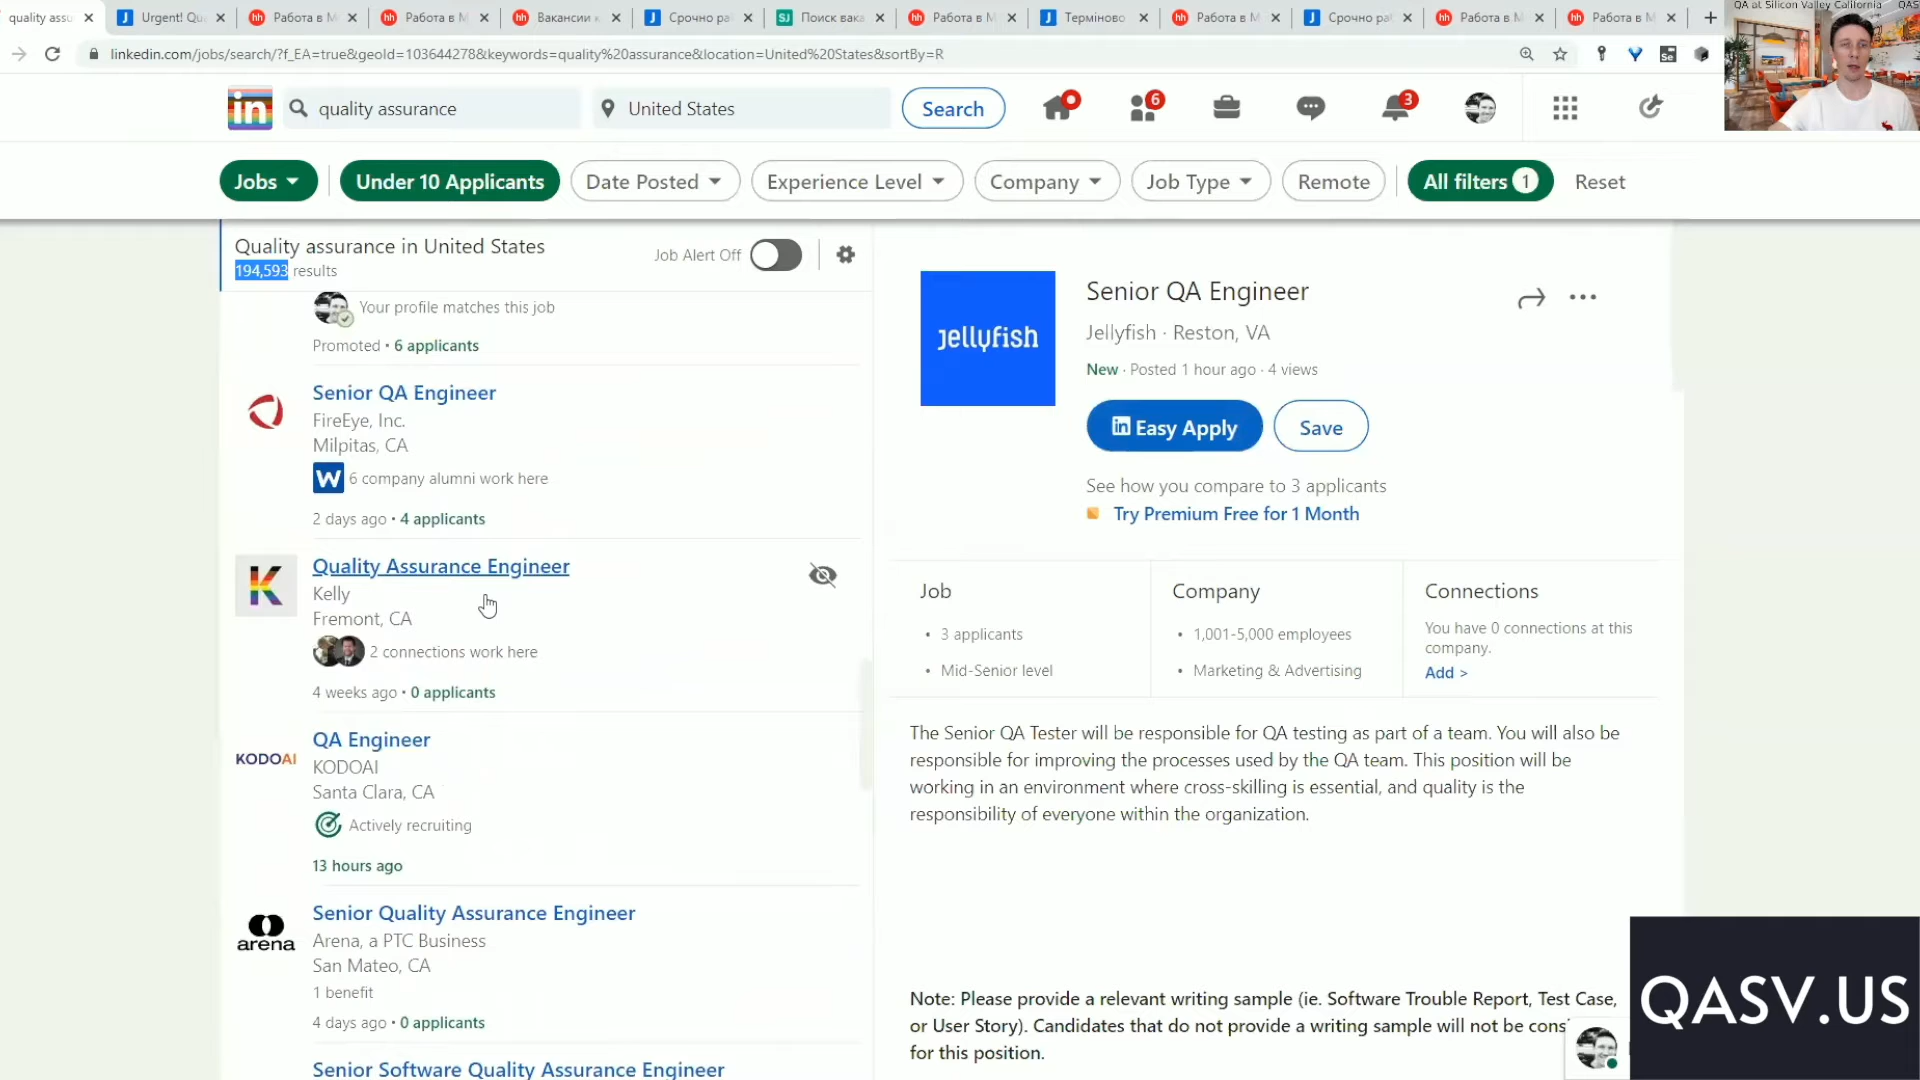 quality assu
Urgent! Qu
Работа в М
Работа в М
Вакансии к
Срочно ра
Поиск вака
Работа в М
Терміново
Работа в М
Срочно ра
Работа в М
Работа в М
QA at Silicon Valley California QAS
linkedin.com/jobs/search/?f_EA=true&geoId=103644278&keywords=quality%20assurance&location=United%20States&sortBy=R
in quality assurance United States Search 6 3
Jobs Under 10 Applicants Date Posted Experience Level Company Job Type Remote All filters 1 Reset
Quality assurance in United States
194,593 results
Job Alert Off
Your profile matches this job
Promoted • 6 applicants
Senior QA Engineer
FireEye, Inc.
Milpitas, CA
W 6 company alumni work here
2 days ago • 4 applicants
K
Quality Assurance Engineer
Kelly
Fremont, CA
2 connections work here
4 weeks ago • 0 applicants
KODOAI
QA Engineer
KODOAI
Santa Clara, CA
Actively recruiting
13 hours ago
arena
Senior Quality Assurance Engineer
Arena, a PTC Business
San Mateo, CA
1 benefit
4 days ago • 0 applicants
Senior Software Quality Assurance Engineer
Jellyfish
Senior QA Engineer
Jellyfish · Reston, VA
New · Posted 1 hour ago · 4 views
in Easy Apply
Save
See how you compare to 3 applicants
Try Premium Free for 1 Month
Job
• 3 applicants
• Mid-Senior level
Company
• 1,001-5,000 employees
• Marketing & Advertising
Connections
You have 0 connections at this
company.
Add >
The Senior QA Tester will be responsible for QA testing as part of a team. You will also be
responsible for improving the processes used by the QA team. This position will be
working in an environment where cross-skilling is essential, and quality is the
responsibility of everyone within the organization.
Note: Please provide a relevant writing sample (ie. Software Trouble Report, Test Case,
or User Story). Candidates that do not provide a writing sample will not be cons
for this position.
QASV.US